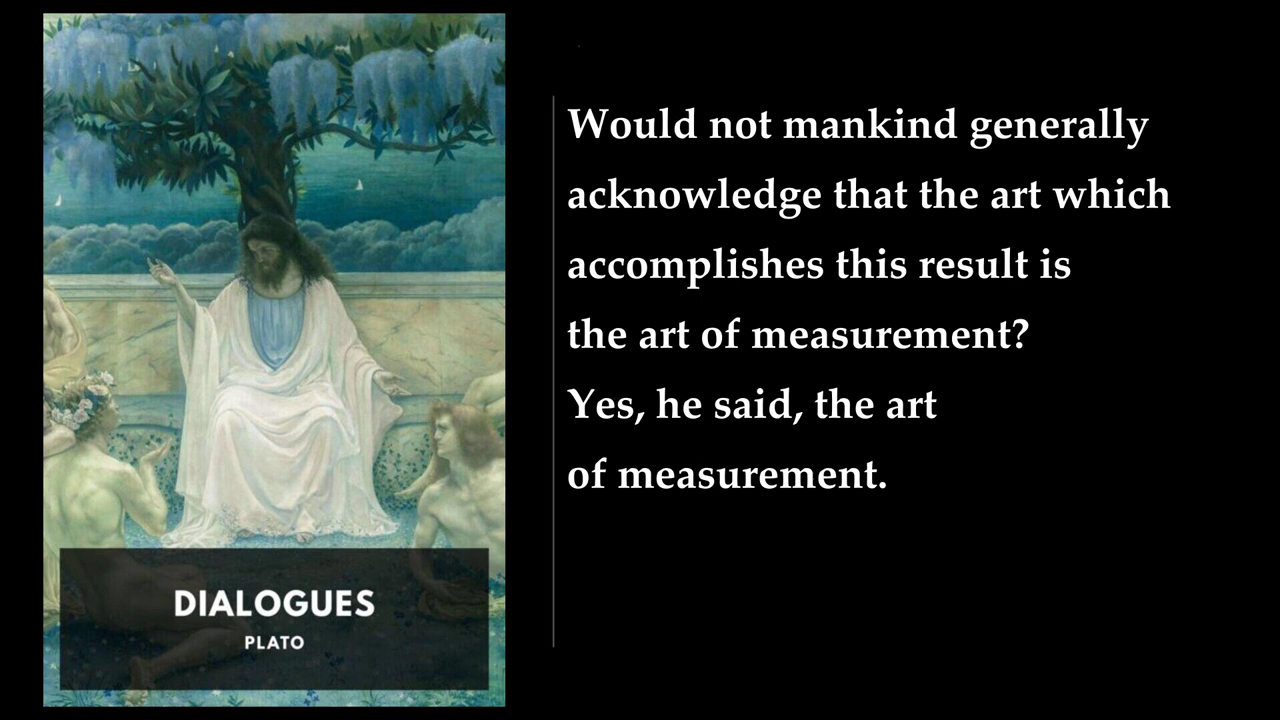 Would not mankind generally
acknowledge that the art which
accomplishes this result is
the art of measurement?
Yes, he said, the art
of measurement.
DIALOGUES
PLATO